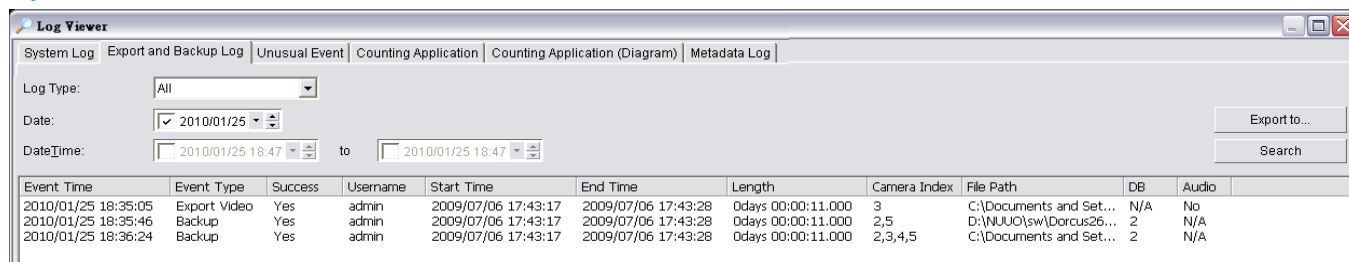 Log Viewer
System Log Export and Backup Log Unusual Event Counting Application Counting Application (Diagram) Metadata Log
Log Type: All
Date: 2010/01/25 Export to...
DateTime: 2010/01/25 18:47 to 2010/01/25 18:47 Search
Event Time Event Type Success Username Start Time End Time Length Camera Index File Path DB Audio
2010/01/25 18:35:05 Export Video Yes admin 2009/07/06 17:43:17 2009/07/06 17:43:28 0days 00:00:11.000 3 C:\Documents and Set... N/A No
2010/01/25 18:35:46 Backup Yes admin 2009/07/06 17:43:17 2009/07/06 17:43:28 0days 00:00:11.000 2,5 D:\NUUO\sw\Dorcus26... 2 N/A
2010/01/25 18:36:24 Backup Yes admin 2009/07/06 17:43:17 2009/07/06 17:43:28 0days 00:00:11.000 2,3,4,5 C:\Documents and Set... 2 N/A